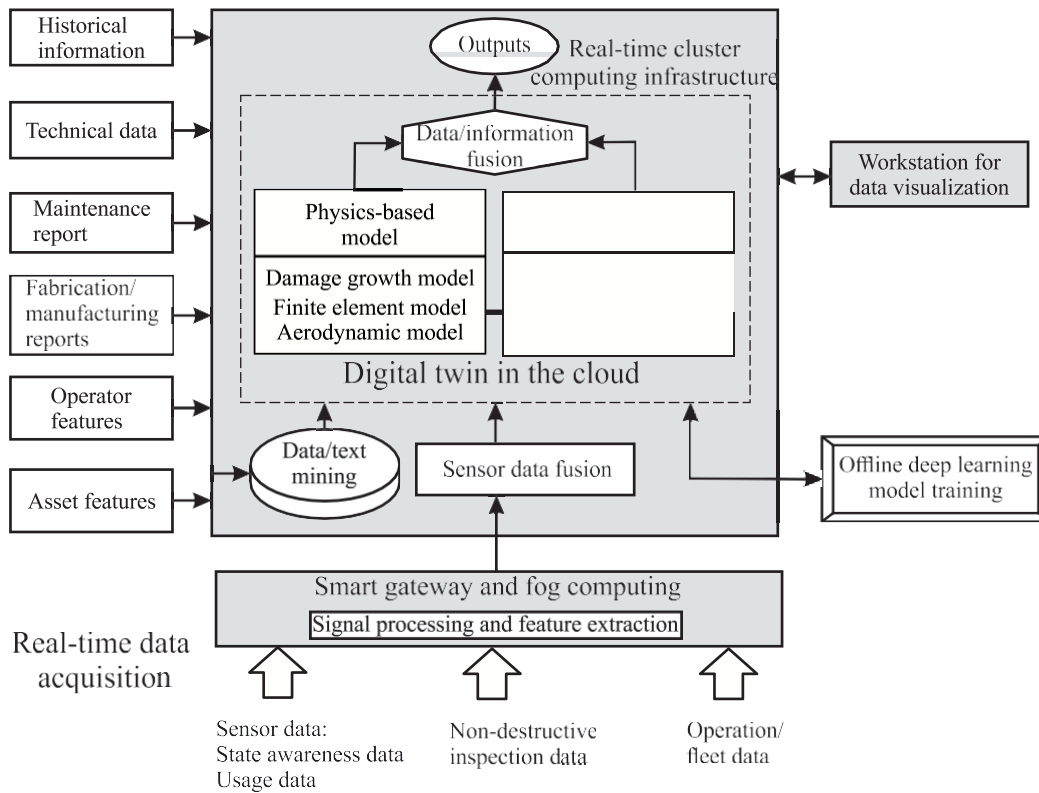 Historical
information
Technical data
Maintenance
report
Fabrication/
manufacturing
reports
Operator
features
Asset features
Outputs
Real-time cluster
computing infrastructure
Data/information
fusion
Physics-based
model
Damage growth model
Finite element model
Aerodynamic model
Digital twin in the cloud
Data/text
mining
Sensor data fusion
Workstation for
data visualization
Offline deep learning
model training
Smart gateway and fog computing
Signal processing and feature extraction
Real-time data
acquisition
Sensor data:
State awareness data
Usage data
Non-destructive
inspection data
Operation/
fleet data